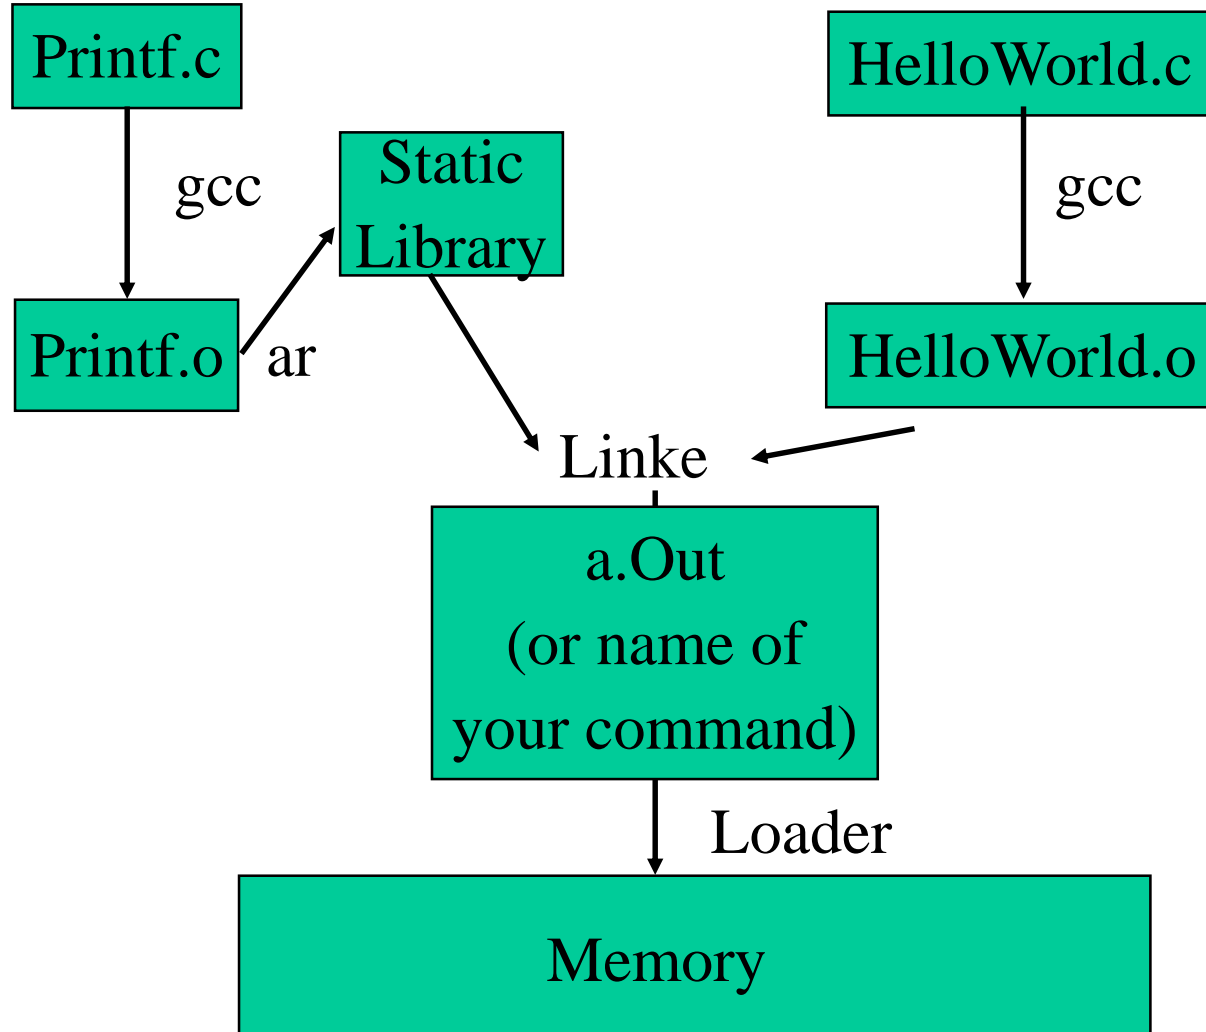 Printf.c
HelloWorld.c
Static
Library
gcc
gcc
Printf.o
ar
HelloWorld.o
Linke
a.Out
(or name of
your command)
Loader
Memory